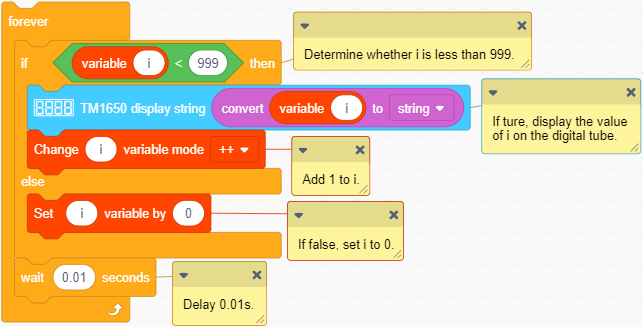 forever
Determine whether i is less than 999.
if variable i < 999 then
TM1650 display string convert variable i to string
If ture, display the value
of i on the digital tube.
Change i variable mode ++
Add 1 to i.
else
Set i variable by 0
If false, set i to 0.
wait 0.01 seconds
Delay 0.01s.